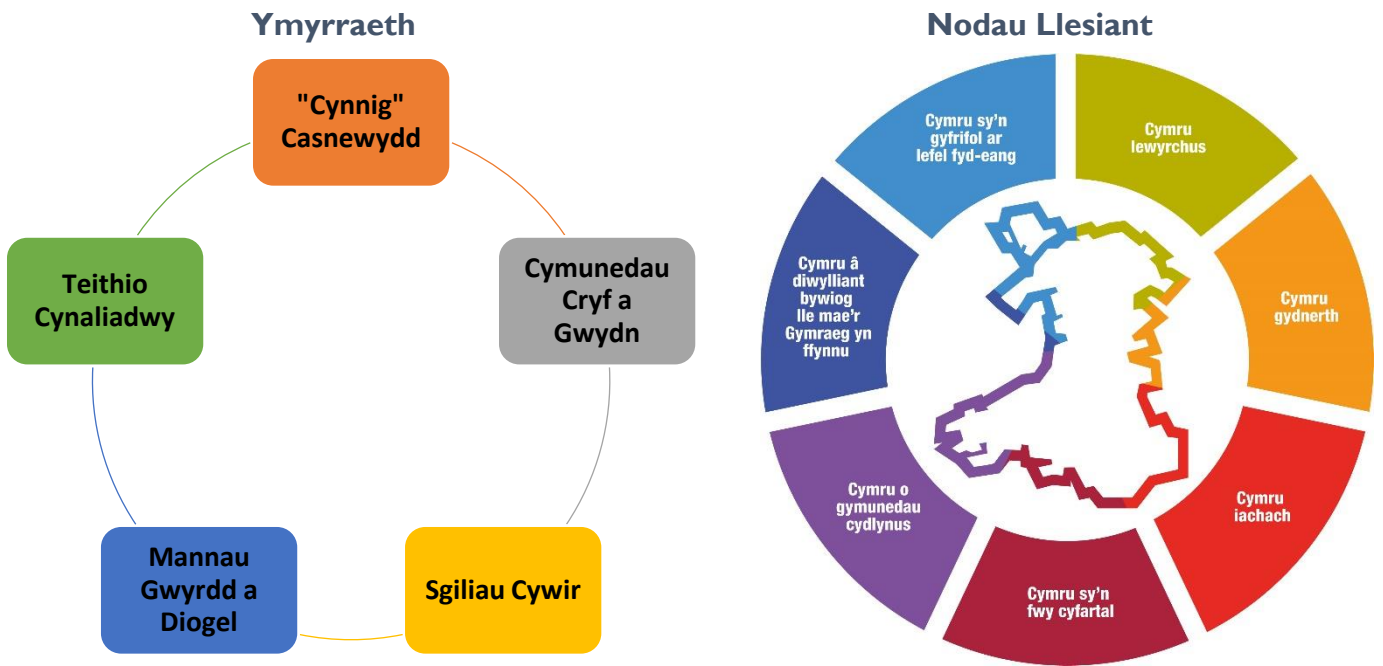 Ymyrraeth
"Cynnig"
Casnewydd
Cymunedau
Cryf a
Gwydn
Sgiliau Cywir
Mannau
Gwyrdd a
Diogel
Teithio
Cynaliadwy
Nodau Llesiant
Cymru sy'n
gyfrifol ar
lefel fyd-eang
Cymru
lewyrchus
Cymru
gydnerth
Cymru
iachach
Cymru sy'n
fwy cyfartal
Cymru o
gymunedau
cydlynus
Cymru â
diwylliant
bywiog
lle mae'r
Gymraeg yn
ffynnu